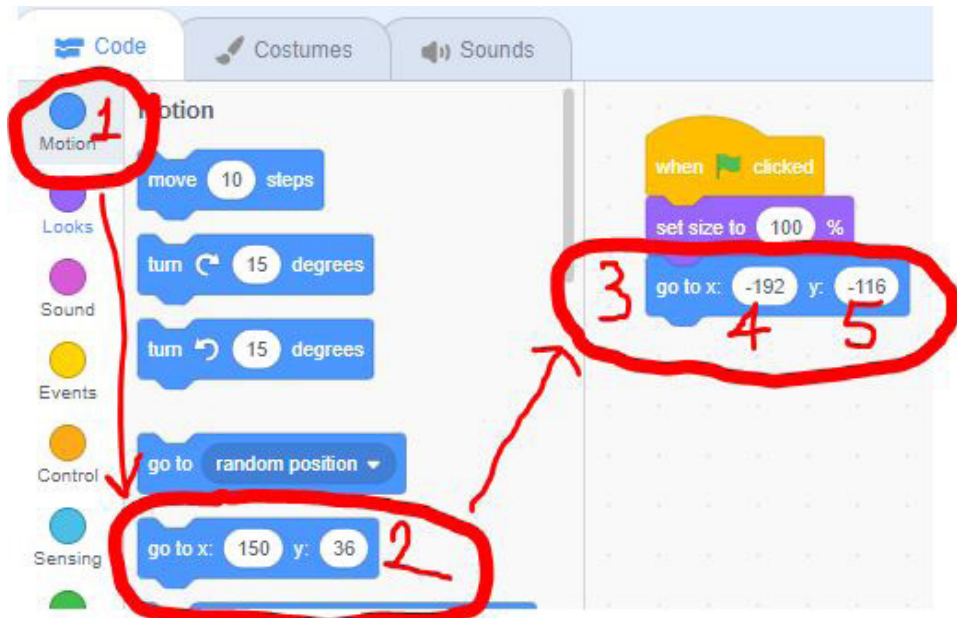 Code Costumes Sounds
1
Motion
Motion
move 10 steps
Looks
turn 15 degrees
Sound
turn 15 degrees
Events
go to random position
Control
go to x: 150 y: 36
2
Sensing
when clicked
set size to 100 %
3
go to x: -192 y: -116
4 5